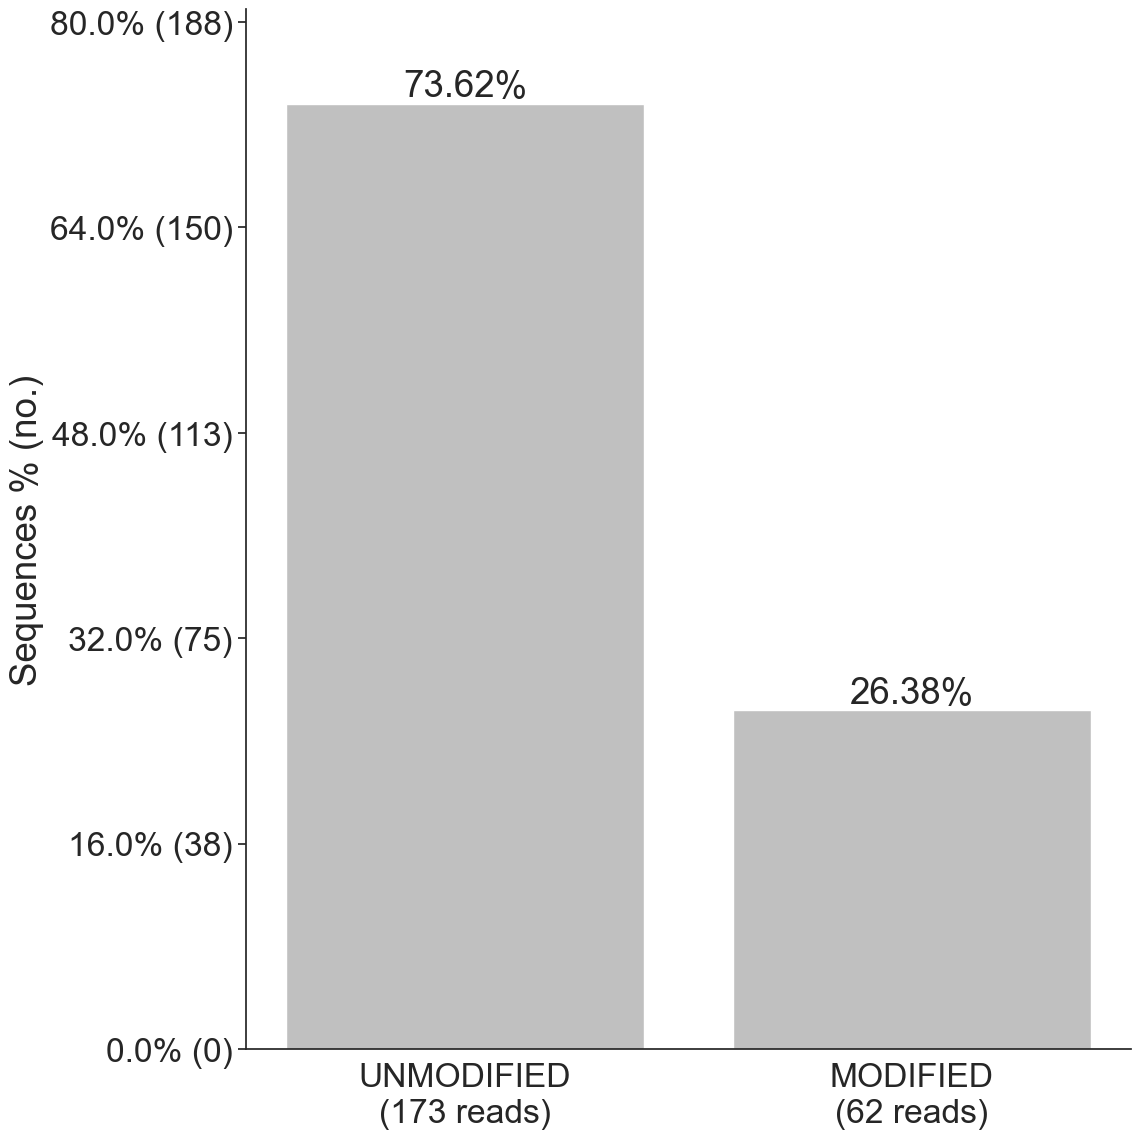 80.0% (188)
73.62%
64.0% (150)
Sequences % (no.)
48.0% (113)
32.0% (75)
26.38%
16.0% (38)
0.0% (0)
UNMODIFIED
(173 reads)
MODIFIED
(62 reads)